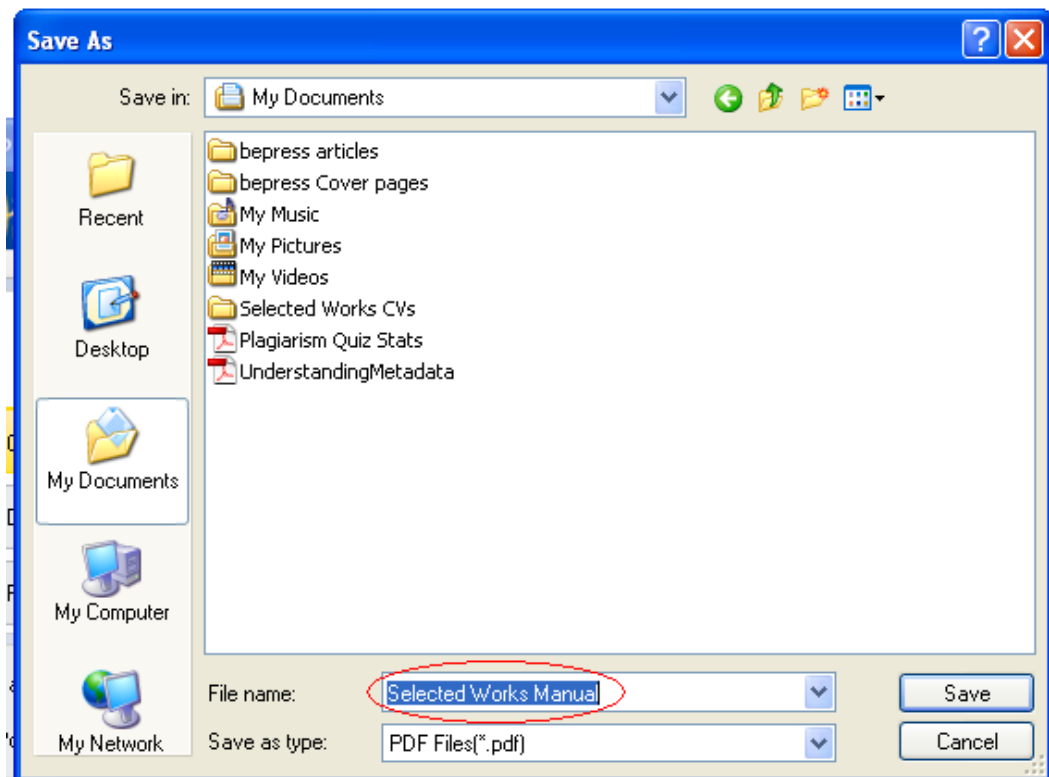 Save As
Save in: My Documents
Recent
Desktop
My Documents
My Computer
My Network
bepress articles
bepress Cover pages
My Music
My Pictures
My Videos
Selected Works CVs
Plagiarism Quiz Stats
UnderstandingMetadata
File name: Selected Works Manual
Save
Save as type: PDF Files(*.pdf)
Cancel